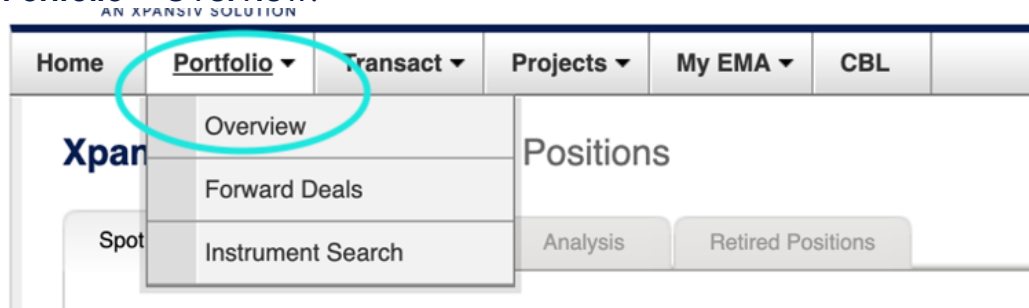 AN XPANSIV SOLUTION
Home Portfolio Transact Projects My EMA CBL
Overview
Xpan Positions
Forward Deals
Spot Analysis Retired Positions
Instrument Search